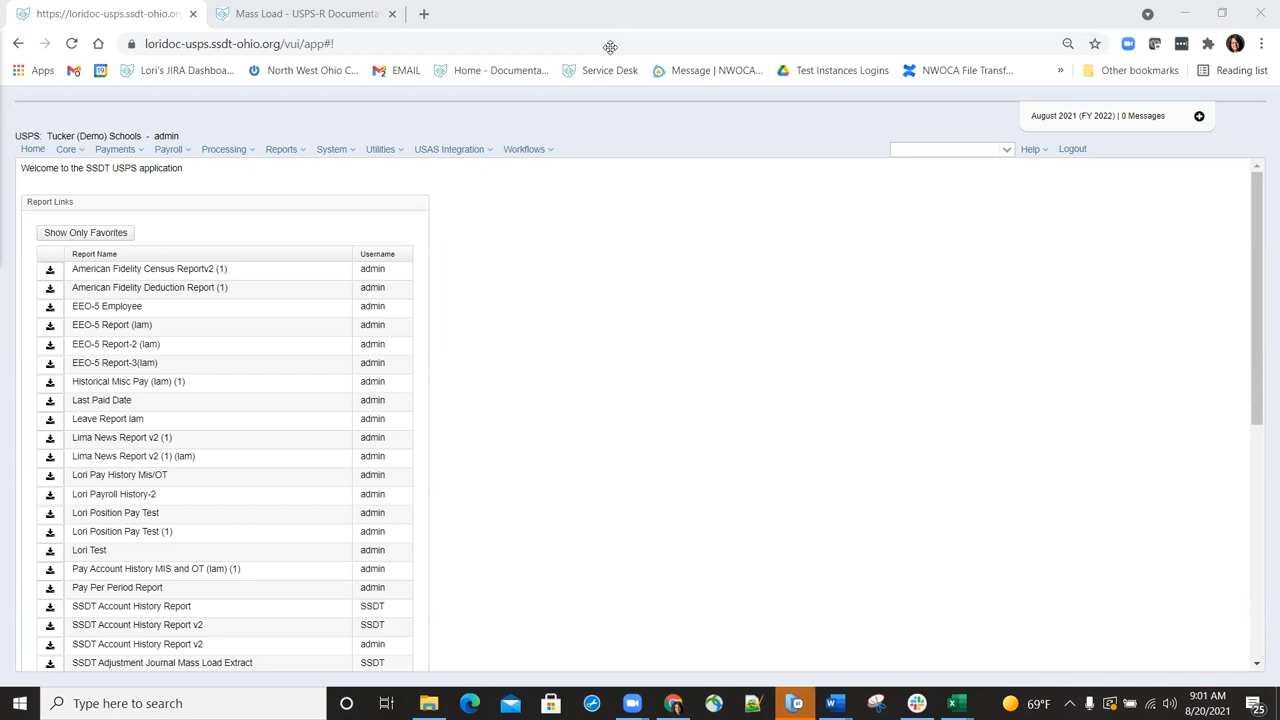 https://loridoc-usps.ssdt-ohio.org
Mass Load - USPS-R Documenta
loridoc-usps.ssdt-ohio.org/vui/app#!
Apps
Lori's JIRA Dashboa...
North West Ohio C...
EMAIL
Home - Documenta...
Service Desk
Message | NWOCA...
Test Instances Login
NWOCA File Transf...
»
Other bookmarks
Reading list
August 2021 (FY 2022) | 0 Messages
USPS: Tucker (Demo) Schools - admin
Home Core Payments Payroll Processing Reports System Utilities USAS Integration Workflows Help Logout
Welcome to the SSDT USPS application
Report Links
Show Only Favorites
Report Name Username
American Fidelity Census Reportv2 (1) admin
American Fidelity Deduction Report (1) admin
EEO-5 Employee admin
EEO-5 Report (lam) admin
EEO-5 Report-2 (lam) admin
EEO-5 Report-3(lam) admin
Historical Misc Pay (lam) (1) admin
Last Paid Date admin
Leave Report lam admin
Lima News Report v2 (1) admin
Lima News Report v2 (1) (lam) admin
Lori Pay History Mis/OT admin
Lori Payroll History-2 admin
Lori Position Pay Test admin
Lori Position Pay Test (1) admin
Lori Test admin
Pay Account History MIS and OT (lam) (1) admin
Pay Per Period Report admin
SSDT Account History Report SSDT
SSDT Account History Report v2 SSDT
SSDT Account History Report v2 admin
SSDT Adjustment Journal Mass Load Extract SSDT
Type here to search
69°F
9:01 AM
8/20/2021
25